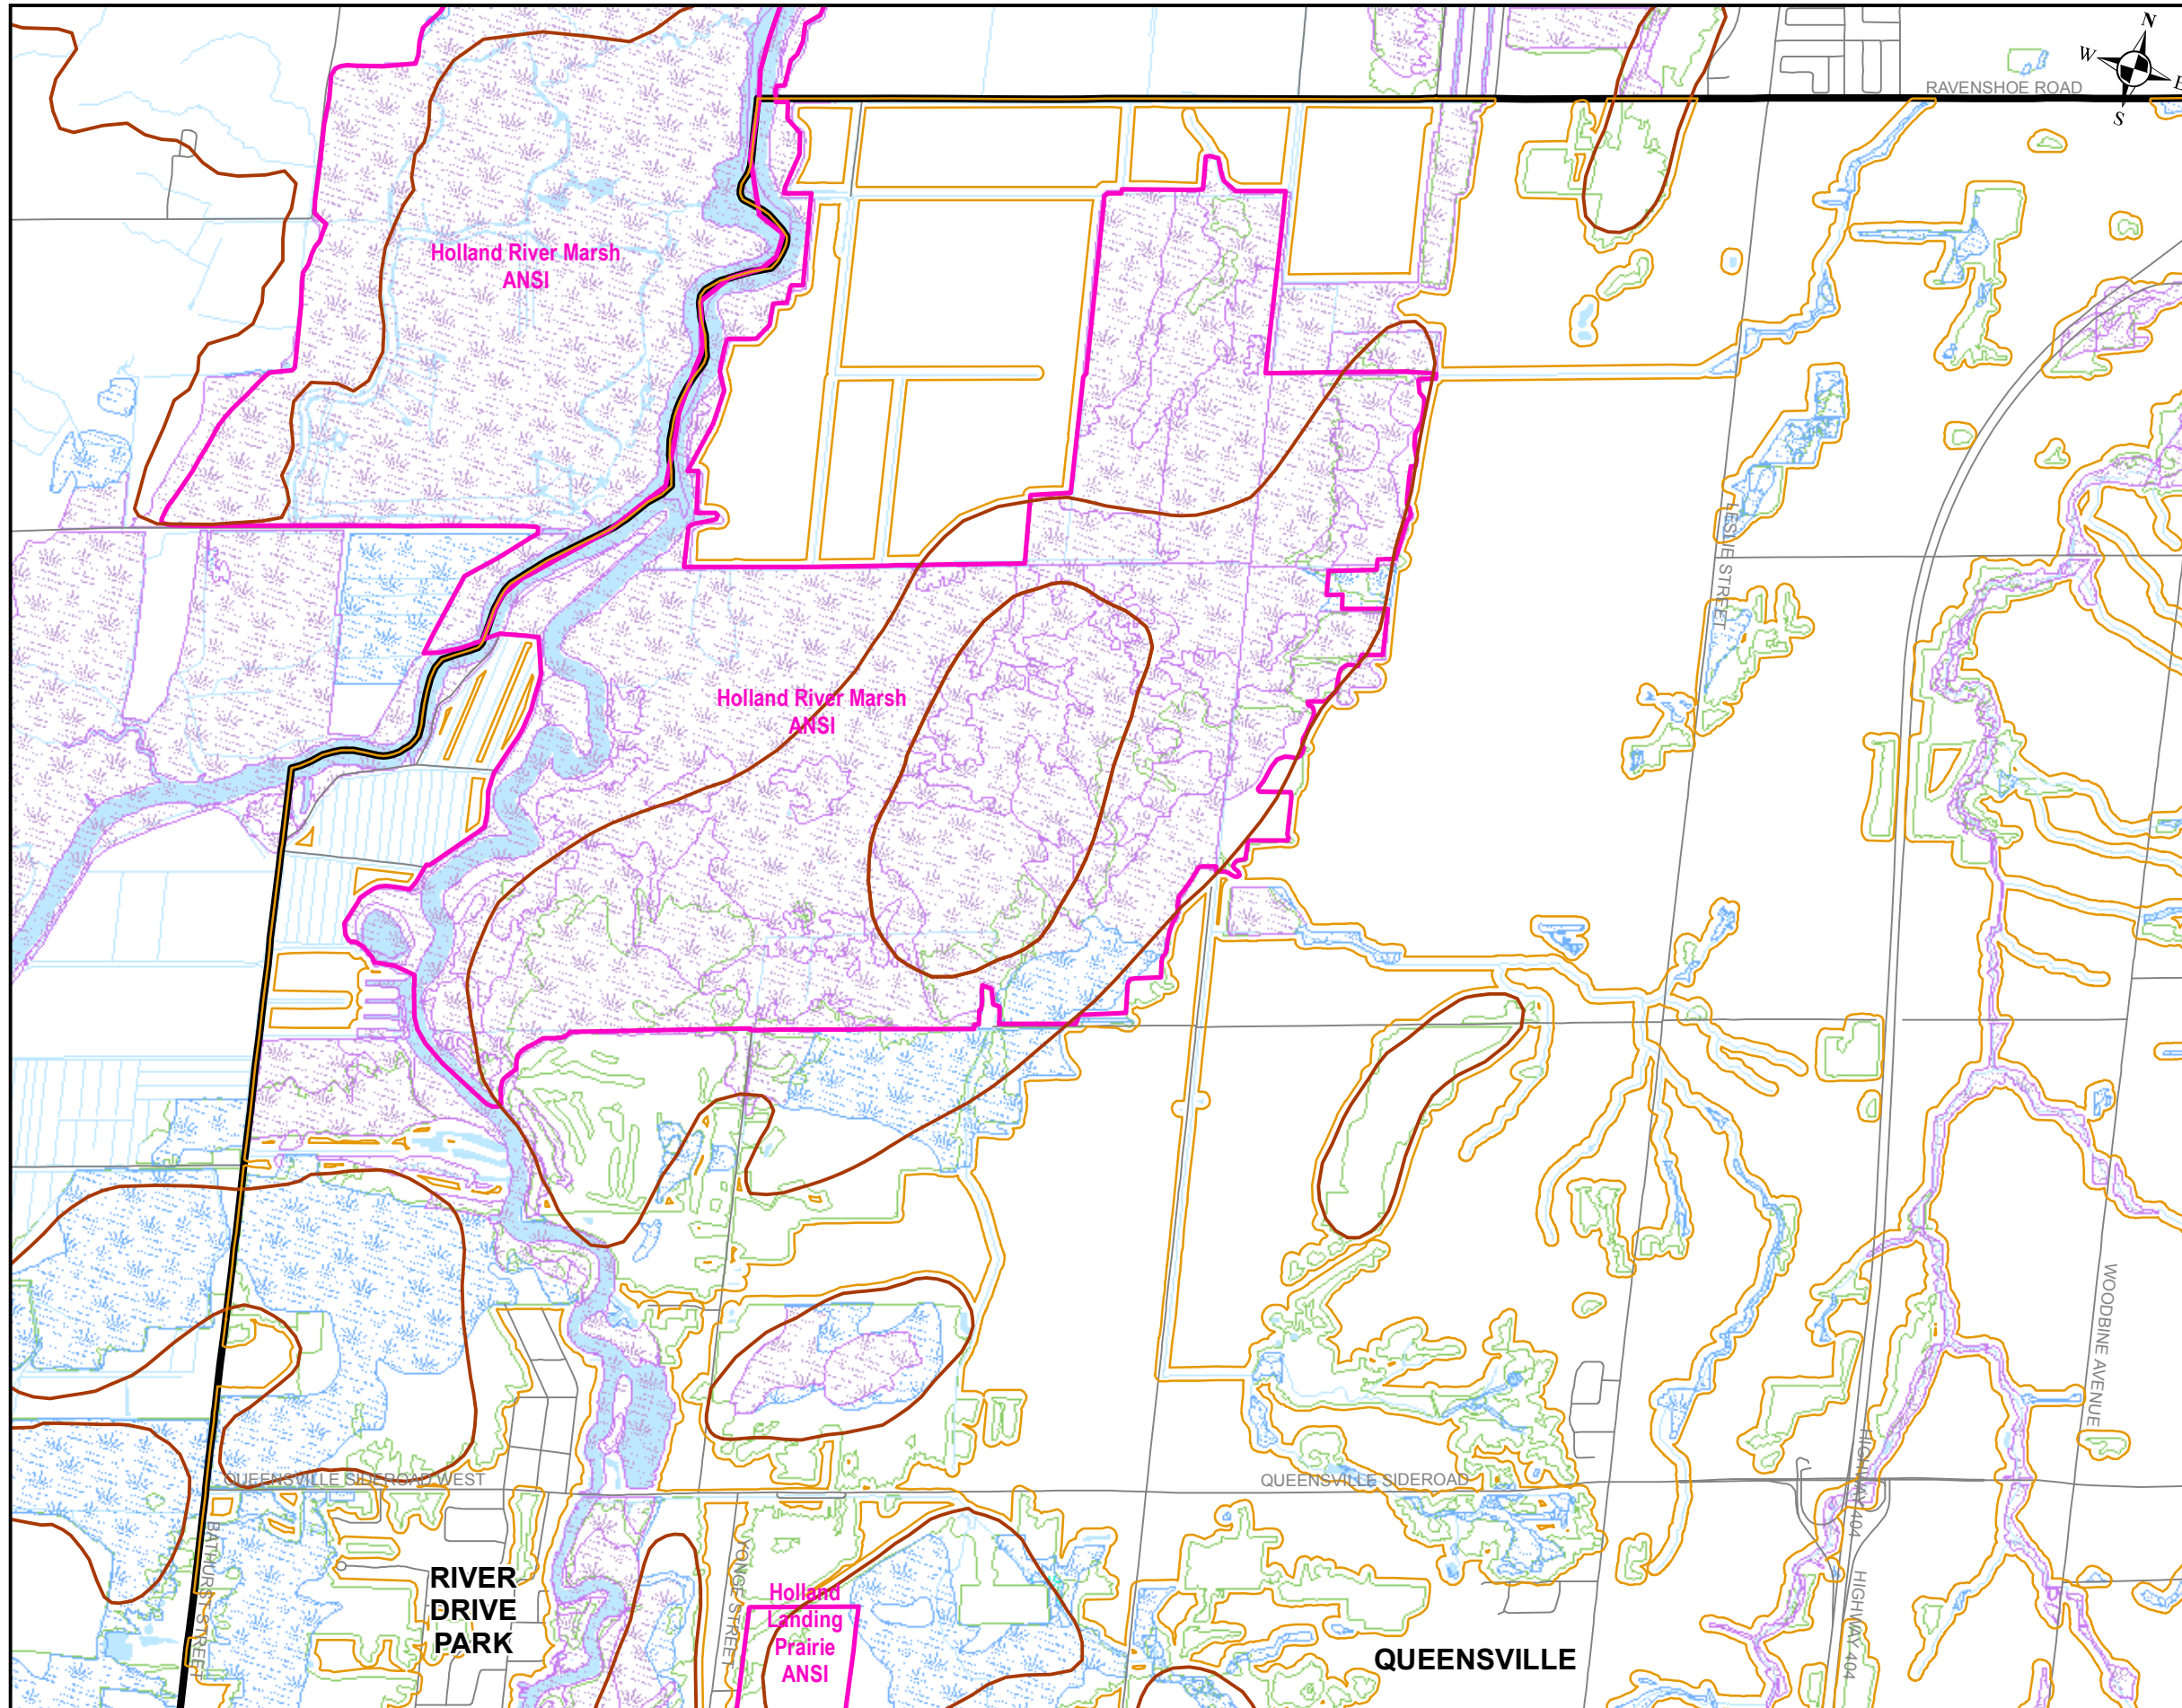 N
W
E
S
RAVENSHOE ROAD
Holland River Marsh
ANSI
LESLIE STREET
Holland River Marsh
ANSI
WOODBINE AVENUE
QUEENSVILLE SIDEROAD WEST
QUEENSVILLE SIDEROAD
HIGHWAY 404
BATHURST STREET
YONGE STREET
RIVER
DRIVE
PARK
Holland
Landing
Prairie
ANSI
HIGHWAY 404
QUEENSVILLE